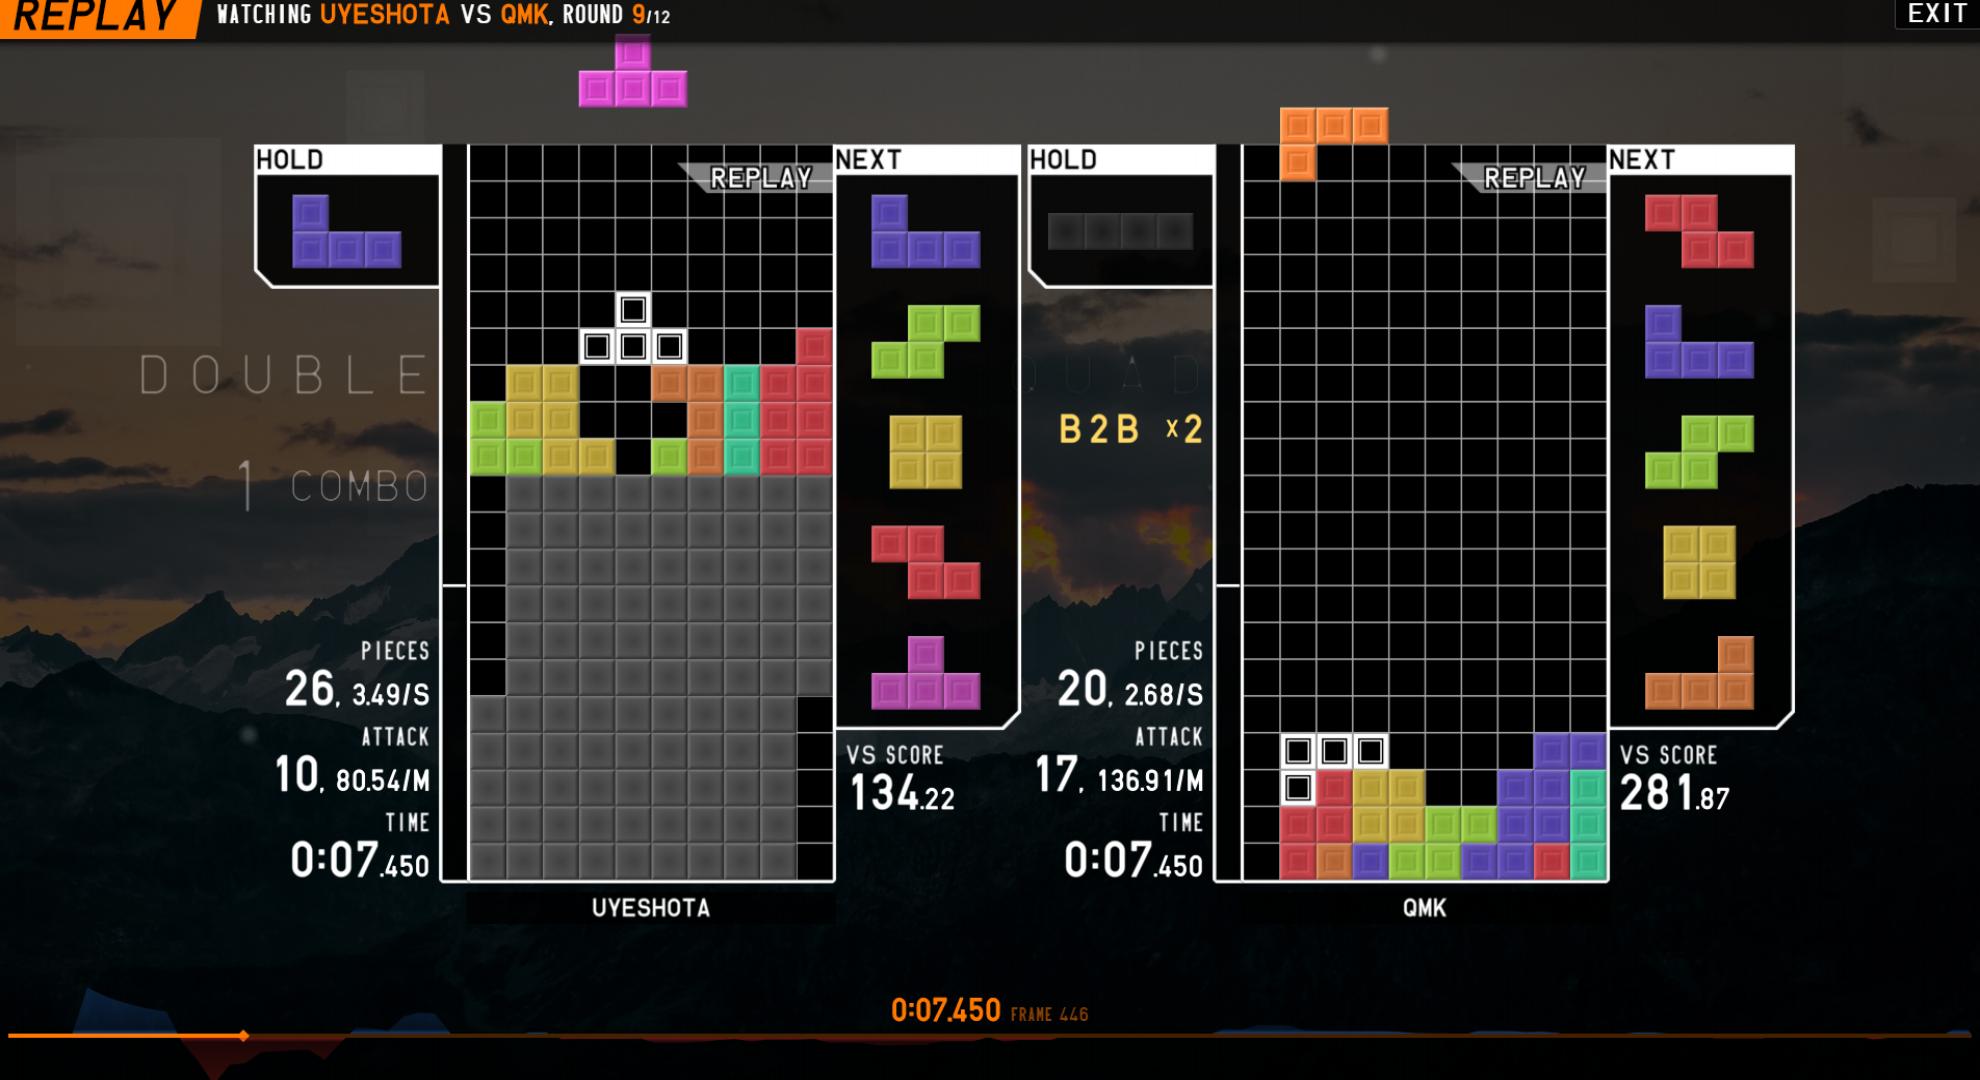 REPLAY WATCHING UYESHOTA VS QMK, ROUND 9/12 EXIT
HOLD
REPLAY
NEXT
DOUBLE
1 COMBO
PIECES
26, 3.49/S
ATTACK
10, 80.54/M
TIME
0:07.450
VS SCORE
134.22
UYESHOTA
HOLD
REPLAY
NEXT
QUAD
B2B ×2
PIECES
20, 2.68/S
ATTACK
17, 136.91/M
TIME
0:07.450
VS SCORE
281.87
QMK
0:07.450 FRAME 446